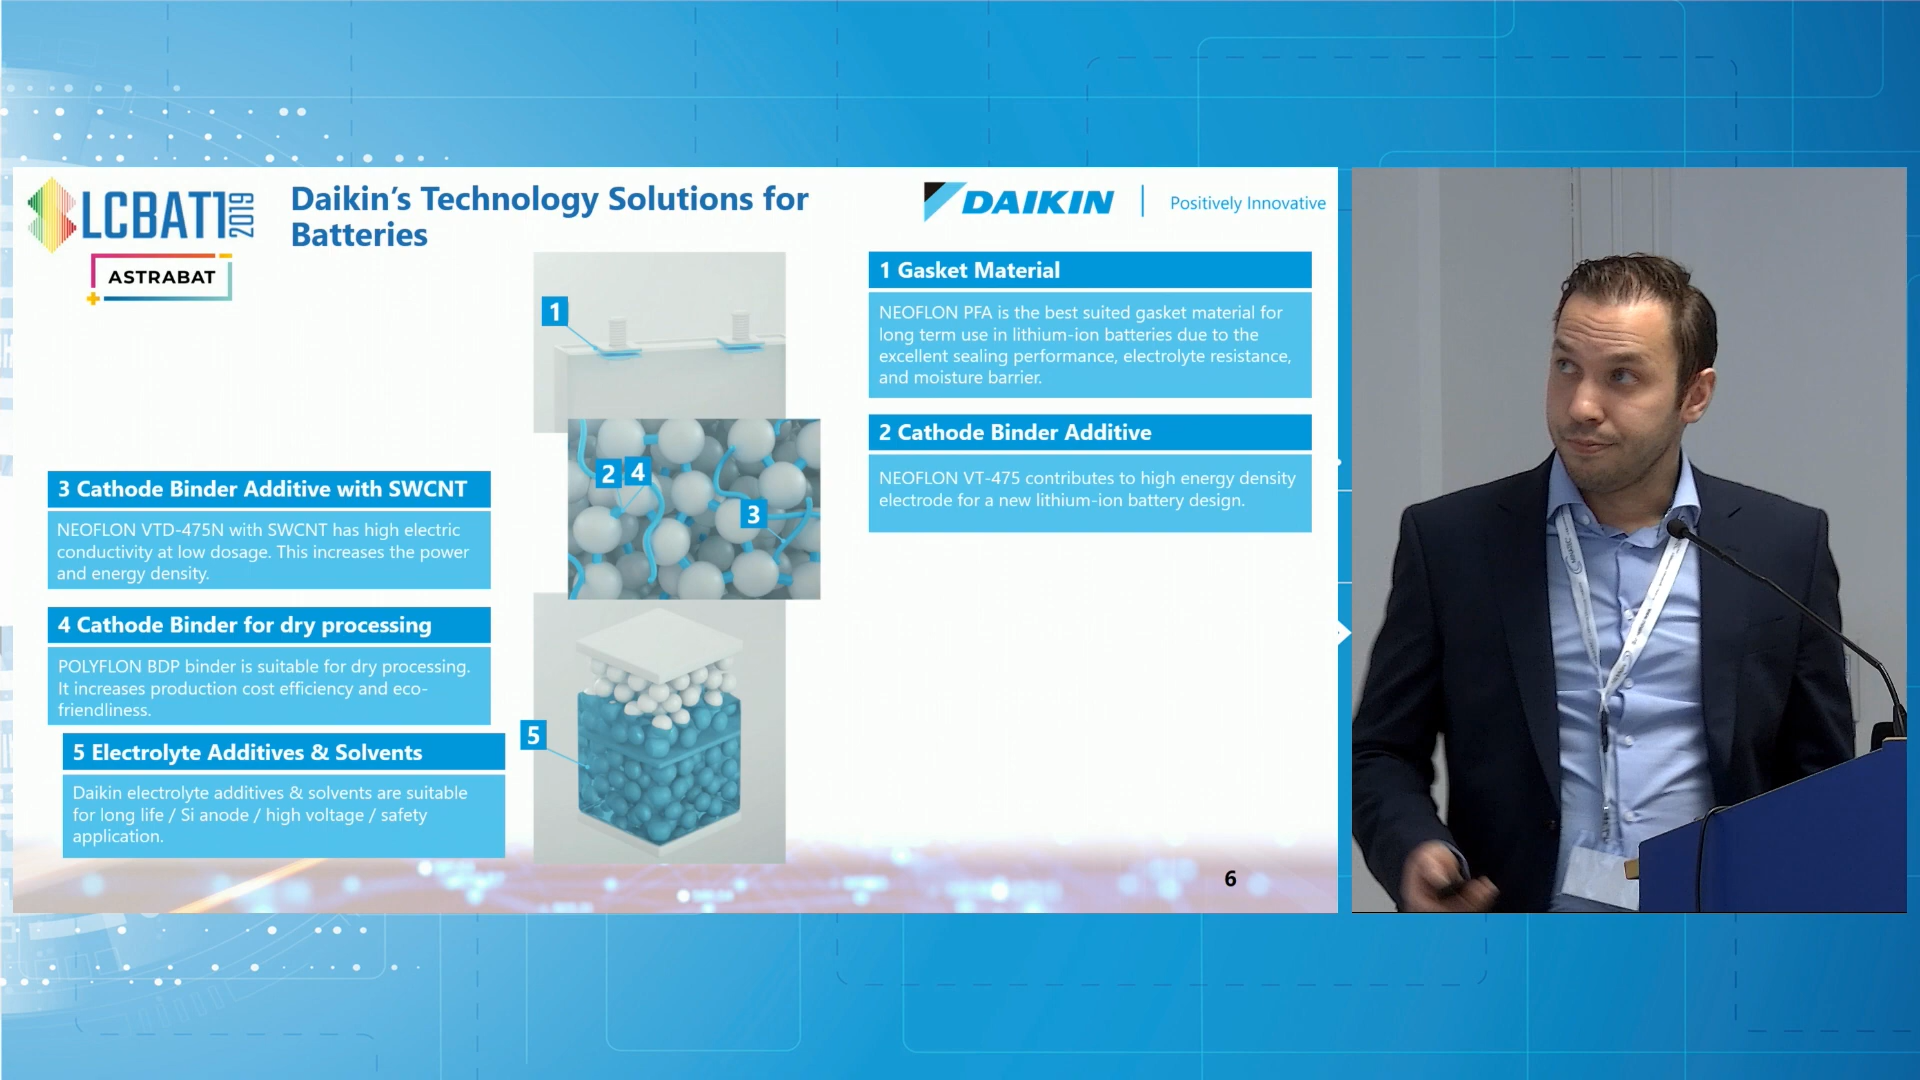 LCBAT1 2019
ASTRABAT
Daikin's Technology Solutions for
Batteries
DAIKIN
Positively Innovative
1 Gasket Material
NEOFLON PFA is the best suited gasket material for
long term use in lithium-ion batteries due to the
excellent sealing performance, electrolyte resistance,
and moisture barrier.
2 Cathode Binder Additive
NEOFLON VT-475 contributes to high energy density
electrode for a new lithium-ion battery design.
3 Cathode Binder Additive with SWCNT
NEOFLON VTD-475N with SWCNT has high electric
conductivity at low dosage. This increases the power
and energy density.
4 Cathode Binder for dry processing
POLYFLON BDP binder is suitable for dry processing.
It increases production cost efficiency and eco-
friendliness.
5 Electrolyte Additives & Solvents
Daikin electrolyte additives & solvents are suitable
for long life / Si anode / high voltage / safety
application.
1
2 4
3
5
6